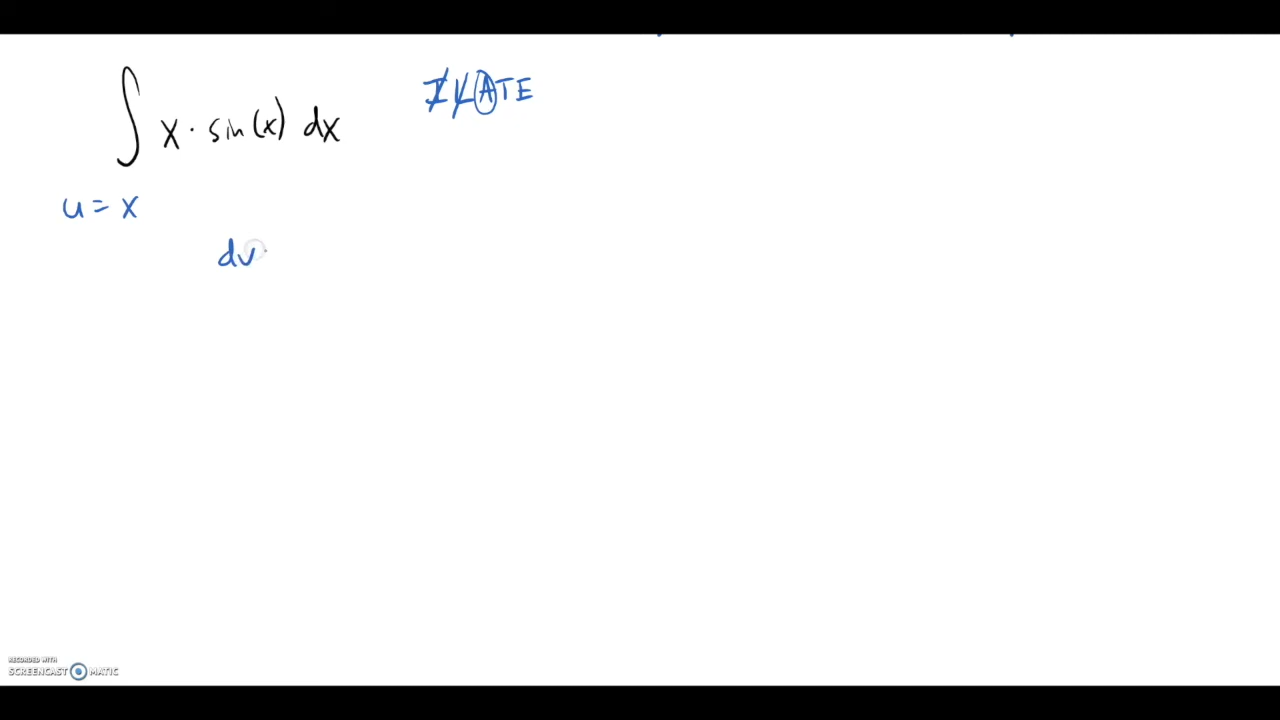 ∫ x · sin(x) dx
ILATE
u = x
dv
RECORDED WITH
SCREENCAST MATIC